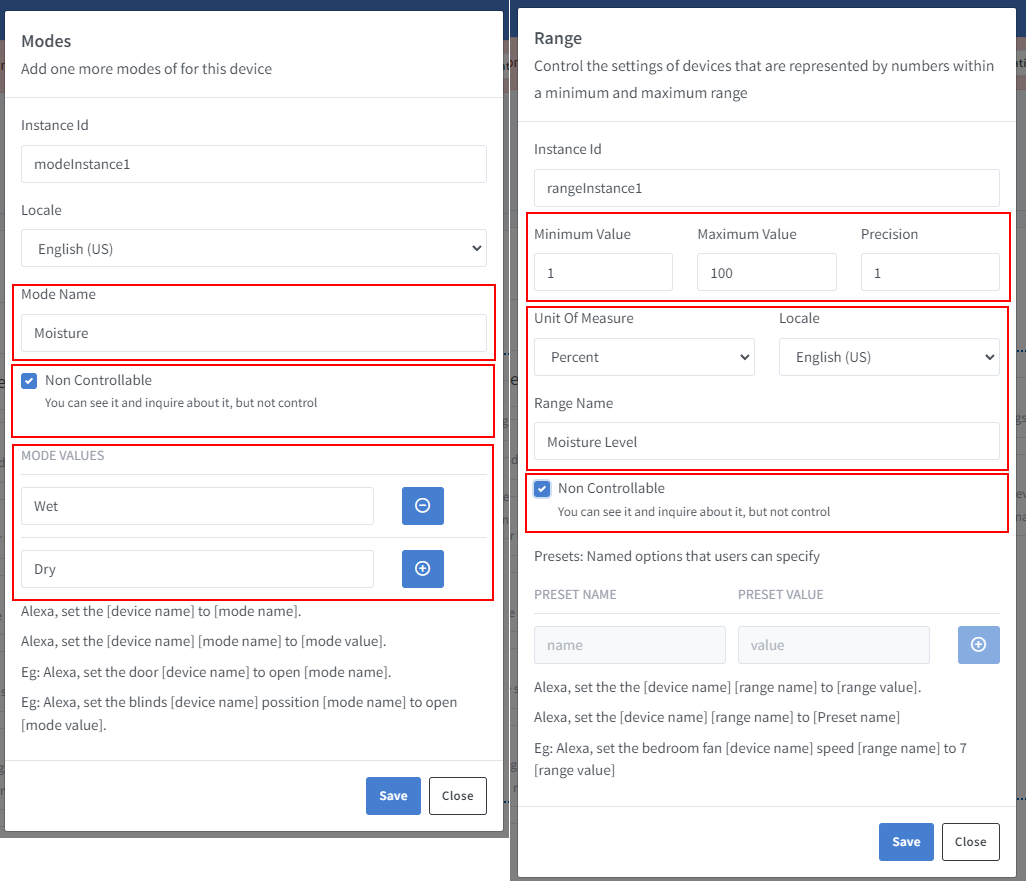 Modes
Add one more modes of for this device
Instance Id
modeInstance1
Locale
English (US)
Mode Name
Moisture
Non Controllable
You can see it and inquire about it, but not control
MODE VALUES
Wet
Dry
Alexa, set the [device name] to [mode name].
Alexa, set the [device name] [mode name] to [mode value].
Eg: Alexa, set the door [device name] to open [mode name].
Eg: Alexa, set the blinds [device name] possition [mode name] to open
[mode value].
Save
Close
Range
Control the settings of devices that are represented by numbers within
a minimum and maximum range
Instance Id
rangeInstance1
Minimum Value
Maximum Value
Precision
1
100
1
Unit Of Measure
Locale
Percent
English (US)
Range Name
Moisture Level
Non Controllable
You can see it and inquire about it, but not control
Presets: Named options that users can specify
PRESET NAME
PRESET VALUE
name
value
Alexa, set the the [device name] [range name] to [range value].
Alexa, set the [device name] [range name] to [Preset name]
Eg: Alexa, set the bedroom fan [device name] speed [range name] to 7
[range value]
Save
Close